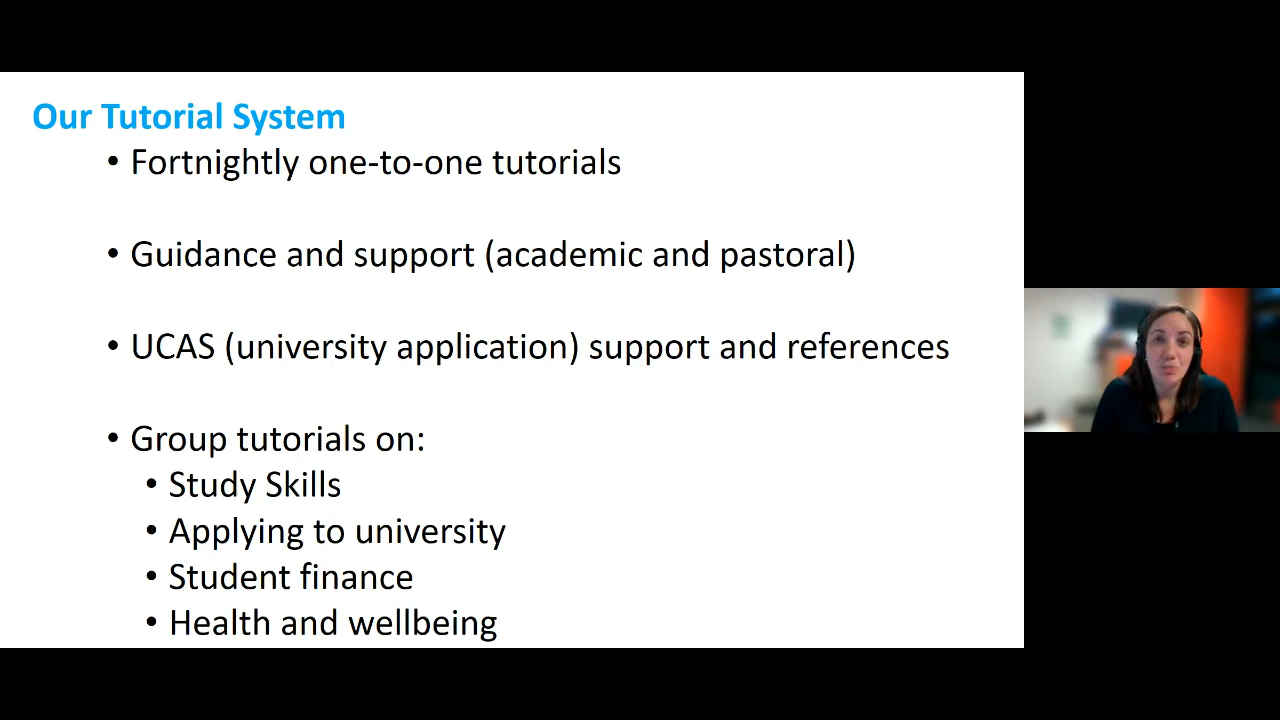 Our Tutorial System
• Fortnightly one-to-one tutorials
• Guidance and support (academic and pastoral)
• UCAS (university application) support and references
• Group tutorials on:
• Study Skills
• Applying to university
• Student finance
• Health and wellbeing